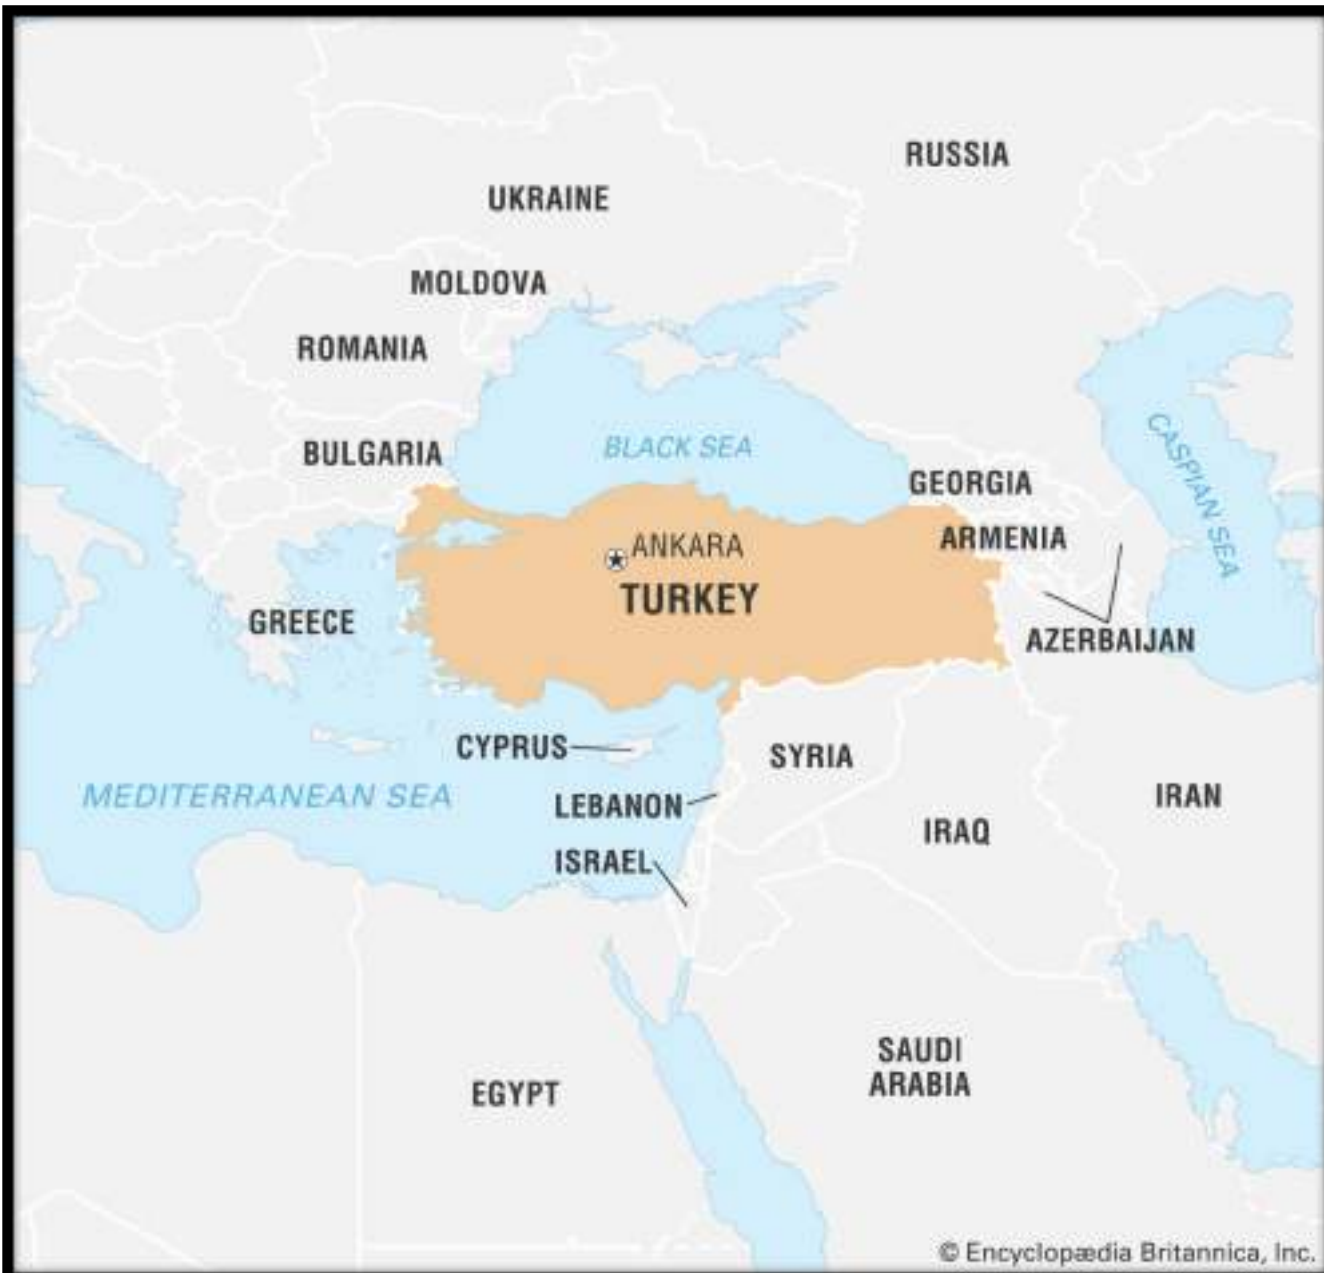 RUSSIA
UKRAINE
MOLDOVA
ROMANIA
BULGARIA
BLACK SEA
CASPIAN SEA
GEORGIA
ARMENIA
ANKARA
TURKEY
GREECE
AZERBAIJAN
CYPRUS
SYRIA
MEDITERRANEAN SEA
LEBANON
IRAN
IRAQ
ISRAEL
SAUDI
ARABIA
EGYPT
© Encyclopædia Britannica, Inc.